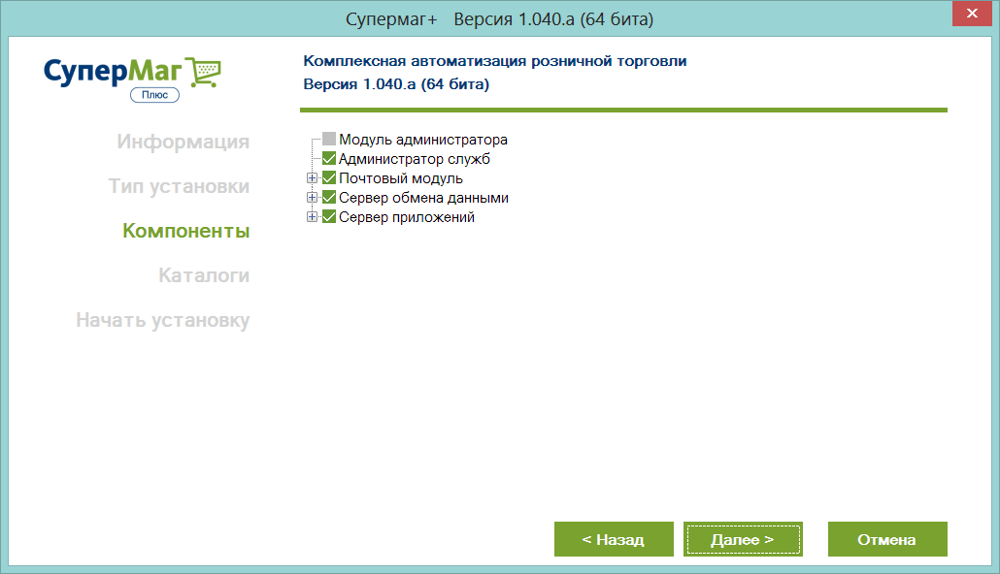 Супермаг+ Версия 1.040.a (64 бита)
СуперМаг
Плюс
Комплексная автоматизация розничной торговли
Версия 1.040.a (64 бита)
Информация
Тип установки
Компоненты
Каталоги
Начать установку
Модуль администратора
Администратор служб
Почтовый модуль
Сервер обмена данными
Сервер приложений
< Назад
Далее >
Отмена